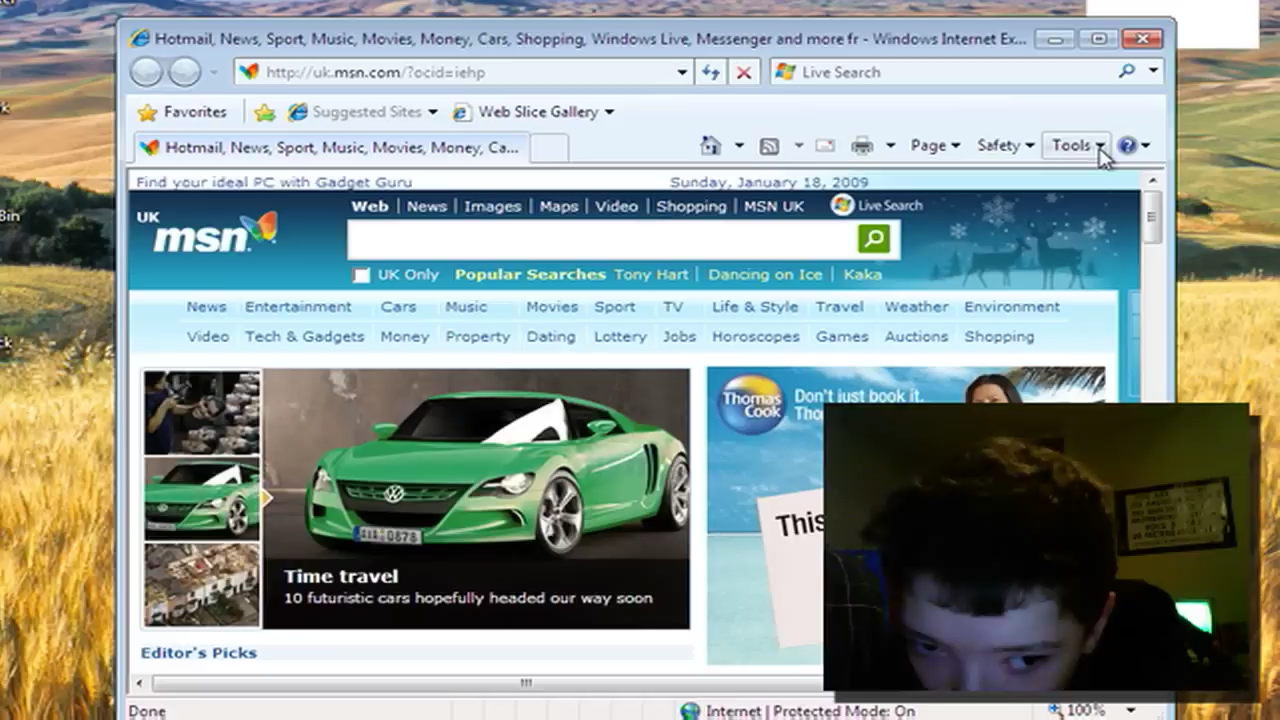 Hotmail, News, Sport, Music, Movies, Money, Cars, Shopping, Windows Live, Messenger and more fr - Windows Internet Ex...
http://uk.msn.com/?ocid=iehp
Live Search
Favorites
Suggested Sites
Web Slice Gallery
Hotmail, News, Sport, Music, Movies, Money, Ca...
Page
Safety
Tools
Find your ideal PC with Gadget Guru
Sunday, January 18, 2009
UK
msn
Web | News | Images | Maps | Video | Shopping | MSN UK
Live Search
UK Only
Popular Searches Tony Hart | Dancing on Ice | Kaka
News Entertainment Cars Music Movies Sport TV Life & Style Travel Weather Environment
Video Tech & Gadgets Money Property Dating Lottery Jobs Horoscopes Games Auctions Shopping
Thomas Cook
Don't just book it.
Tho
This
Time travel
10 futuristic cars hopefully headed our way soon
Editor's Picks
Done
Internet | Protected Mode: On
100%
Bin